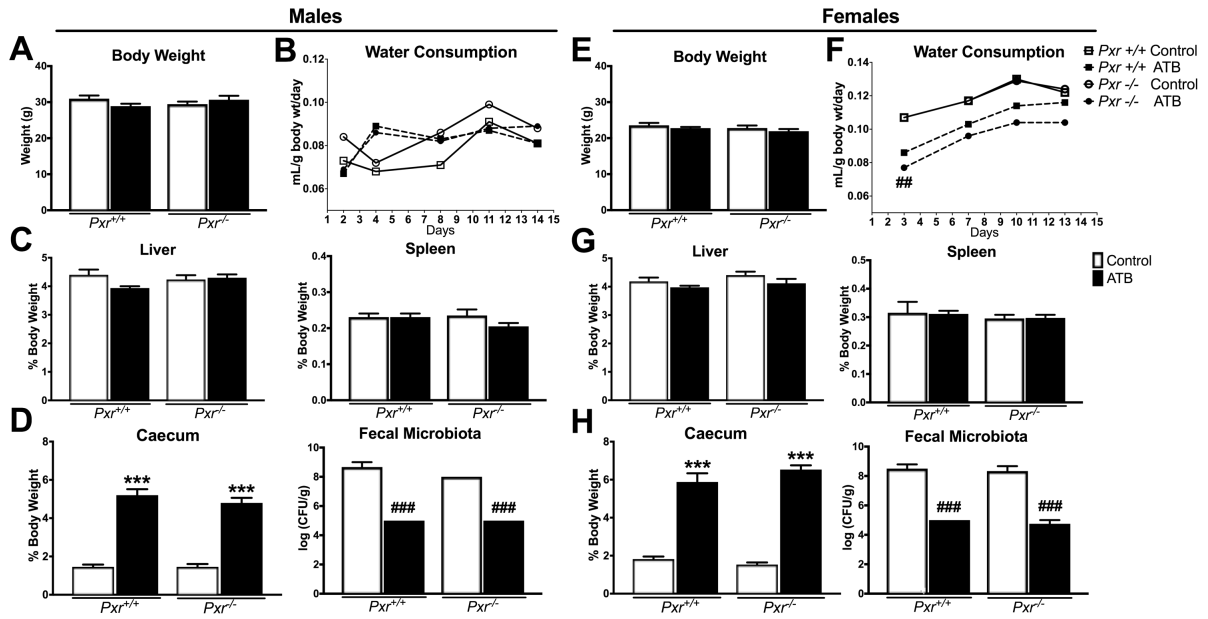 Males
Females
A
Body Weight
Weight (g)
40
30
20
10
0
Pxr+/+
Pxr-/-
B
Water Consumption
mL/g body wt/day
0.12
0.10
0.08
0.06
1 2 3 4 5 6 7 8 9 10 11 12 13 14 15
Days
E
Body Weight
Weight (g)
40
30
20
10
0
Pxr+/+
Pxr-/-
F
Water Consumption
mL/g body wt/day
0.14
0.12
0.10
0.08
0.06
##
1 2 3 4 5 6 7 8 9 10 11 12 13 14 15
Days
Pxr +/+ Control
Pxr +/+ ATB
Pxr -/- Control
Pxr -/- ATB
C
Liver
% Body Weight
5
4
3
2
1
0
Pxr+/+
Pxr-/-
Spleen
% Body Weight
0.4
0.3
0.2
0.1
0.0
Pxr+/+
Pxr-/-
G
Liver
% Body Weight
5
4
3
2
1
0
Pxr+/+
Pxr-/-
Spleen
% Body Weight
0.5
0.4
0.3
0.2
0.1
0.0
Pxr+/+
Pxr-/-
Control
ATB
D
Caecum
% Body Weight
8
6
4
2
0
***
***
Pxr+/+
Pxr-/-
Fecal Microbiota
log (CFU/g)
10
8
6
4
2
0
###
###
Pxr+/+
Pxr-/-
H
Caecum
% Body Weight
8
6
4
2
0
***
***
Pxr+/+
Pxr-/-
Fecal Microbiota
log (CFU/g)
10
8
6
4
2
0
###
###
Pxr+/+
Pxr-/-